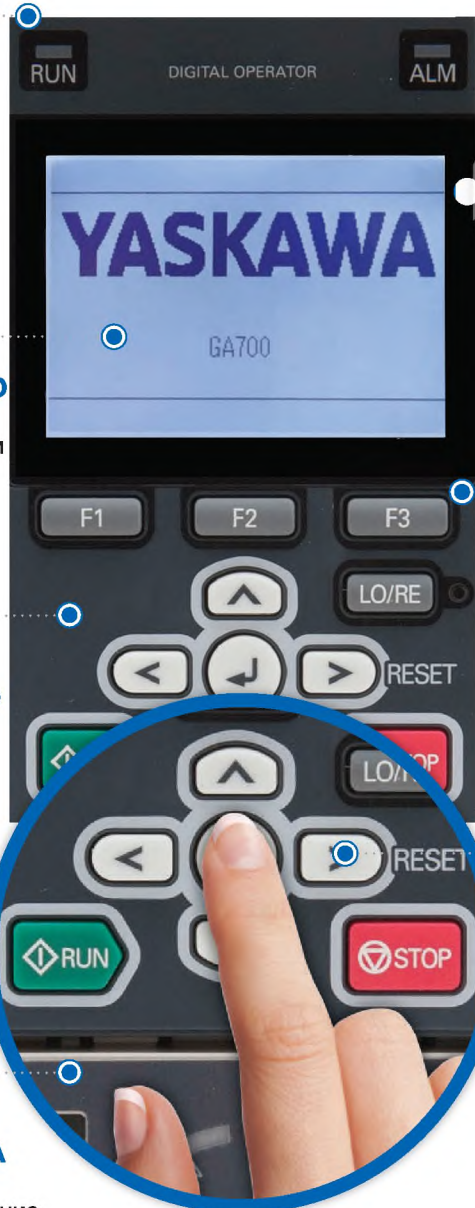 RUN DIGITAL OPERATOR ALM
YASKAWA
GA700
F1 F2 F3
LO/RE
< > RESET
< RESET
RUN STOP